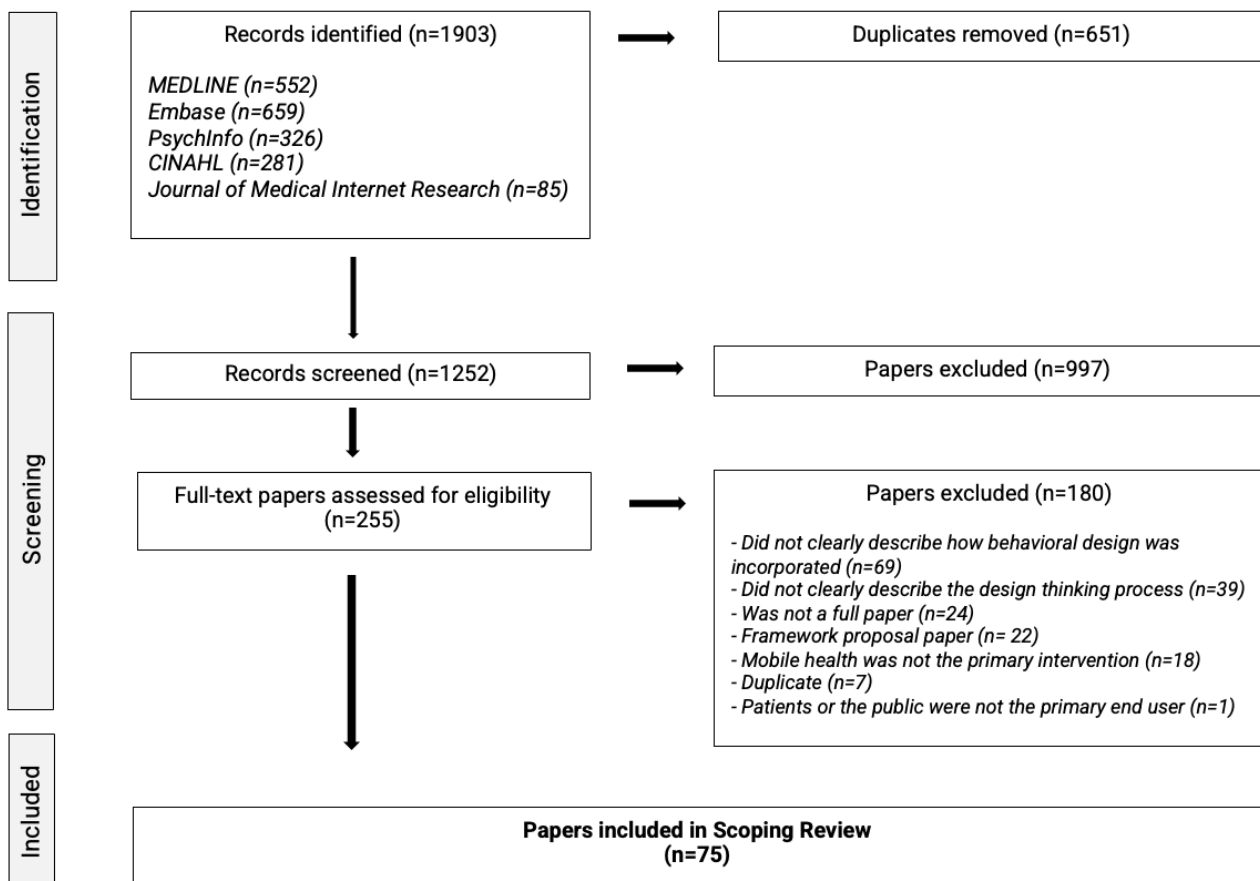 Identification
Records identified (n=1903)
MEDLINE (n=552)
Embase (n=659)
PsychInfo (n=326)
CINAHL (n=281)
Journal of Medical Internet Research (n=85)
Duplicates removed (n=651)
Screening
Records screened (n=1252)
Papers excluded (n=997)
Full-text papers assessed for eligibility
(n=255)
Papers excluded (n=180)
- Did not clearly describe how behavioral design was
incorporated (n=69)
- Did not clearly describe the design thinking process (n=39)
- Was not a full paper (n=24)
- Framework proposal paper (n= 22)
- Mobile health was not the primary intervention (n=18)
- Duplicate (n=7)
- Patients or the public were not the primary end user (n=1)
Included
Papers included in Scoping Review
(n=75)